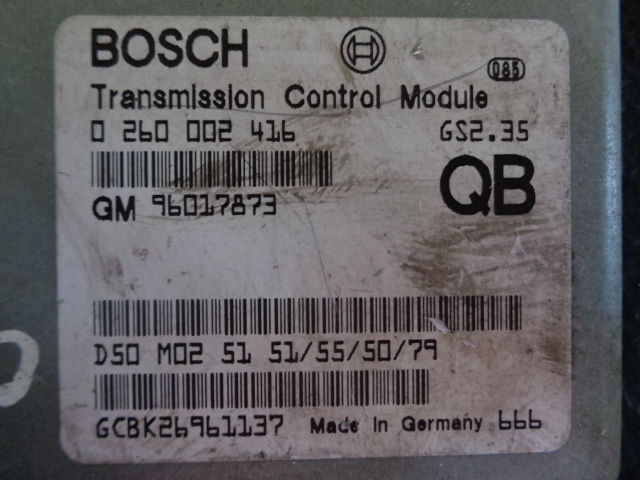 BOSCH
085
Transmission Control Module
0 260 002 416 GS2.35
QB
GM 96017873
D50 M02 51 51/55/50/79
GCBK26961137 Made In Germany 666